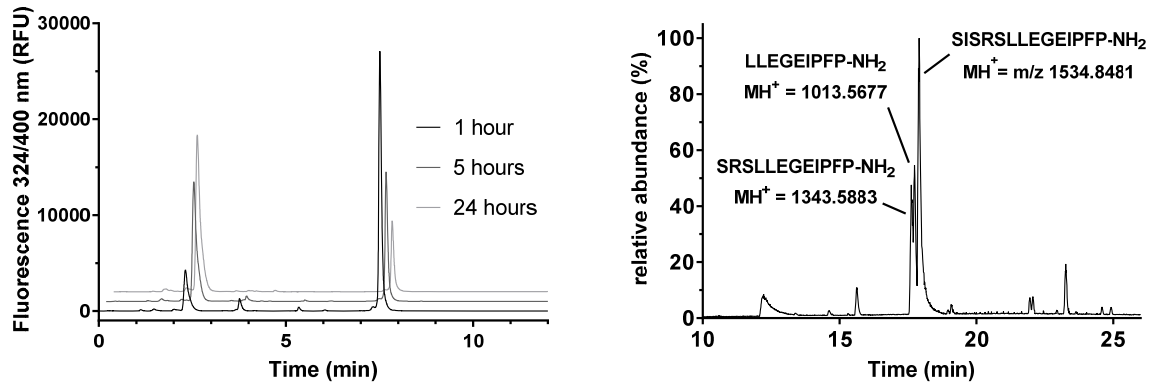 Fluorescence 324/400 nm (RFU)
30000
20000
10000
0
1 hour
5 hours
24 hours
0
5
10
Time (min)
relative abundance (%)
100
80
60
40
20
0
SISRSLLEGEIPFP-NH2
MH+= m/z 1534.8481
LLEGEIPFP-NH2
MH+ = 1013.5677
SRSLLEGEIPFP-NH2
MH+ = 1343.5883
10
15
20
25
Time (min)